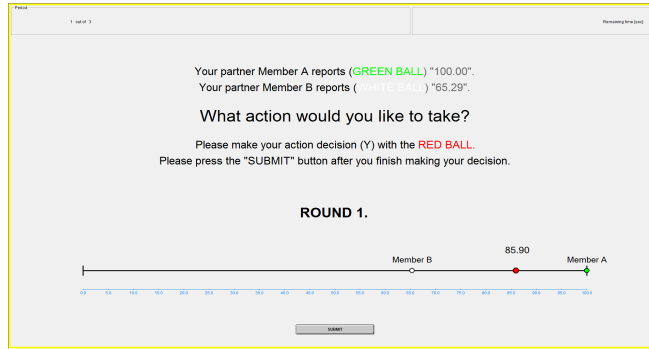 Period
1 out of 3
Remaining time [sec]
Your partner Member A reports (GREEN BALL) "100.00".
Your partner Member B reports (WHITE BALL) "65.29".
What action would you like to take?
Please make your action decision (Y) with the RED BALL.
Please press the "SUBMIT" button after you finish making your decision.
ROUND 1.
85.90
Member B
Member A
0.0 5.0 10.0 15.0 20.0 25.0 30.0 35.0 40.0 45.0 50.0 55.0 60.0 65.0 70.0 75.0 80.0 85.0 90.0 95.0 100.0
SUBMIT